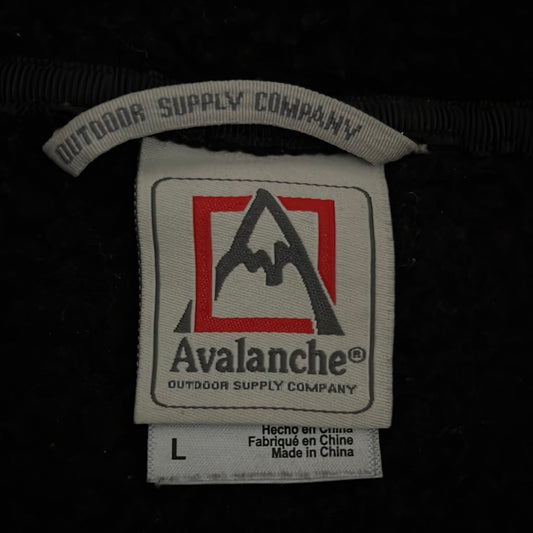 OUTDOOR SUPPLY COMPANY
Avalanche®
OUTDOOR SUPPLY COMPANY
L
Hecho en China
Fabriqué en Chine
Made in China